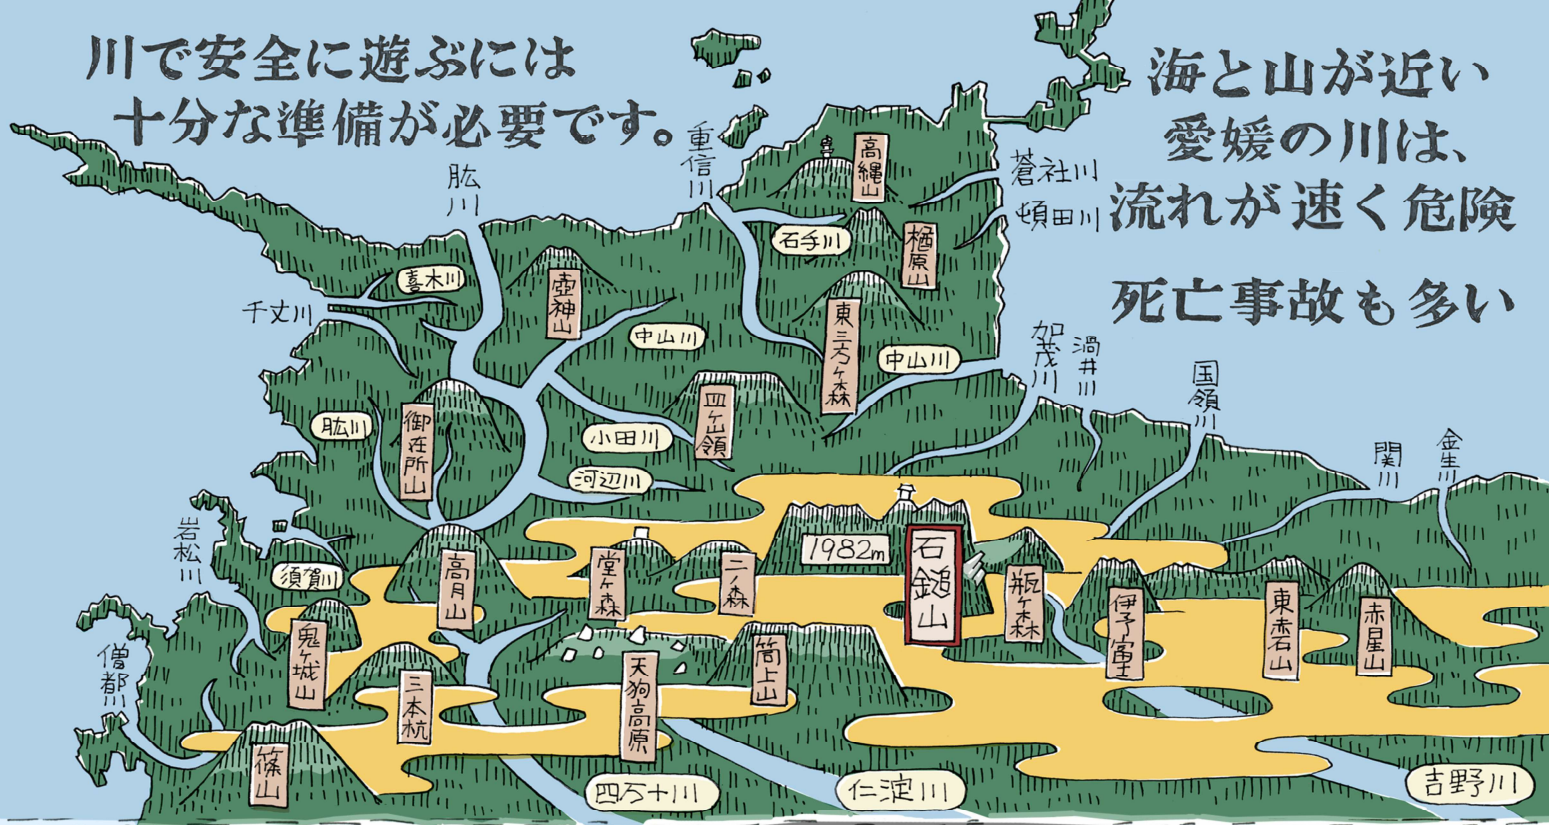 川で安全に遊ぶには
十分な準備が必要です。
海と山が近い
愛媛の川は、
流れが速く危険
死亡事故も多い
重信川
肱川
高縄山
蒼社川
頓田川
石手川
楢原山
喜木川
千丈川
壺神山
中山川
東三方ケ森
中山川
加茂川
渦井川
国領川
皿ケ嶺
御荘所山
肱川
小田川
河辺川
関川
金生川
岩松川
須賀川
高月山
堂ケ森
二ノ森
1982m
石鎚山
瓶ケ森
伊予富士
東赤石山
赤星山
鬼ケ城山
僧都川
三本杭
天狗高原
筒上山
篠山
四万十川
仁淀川
吉野川